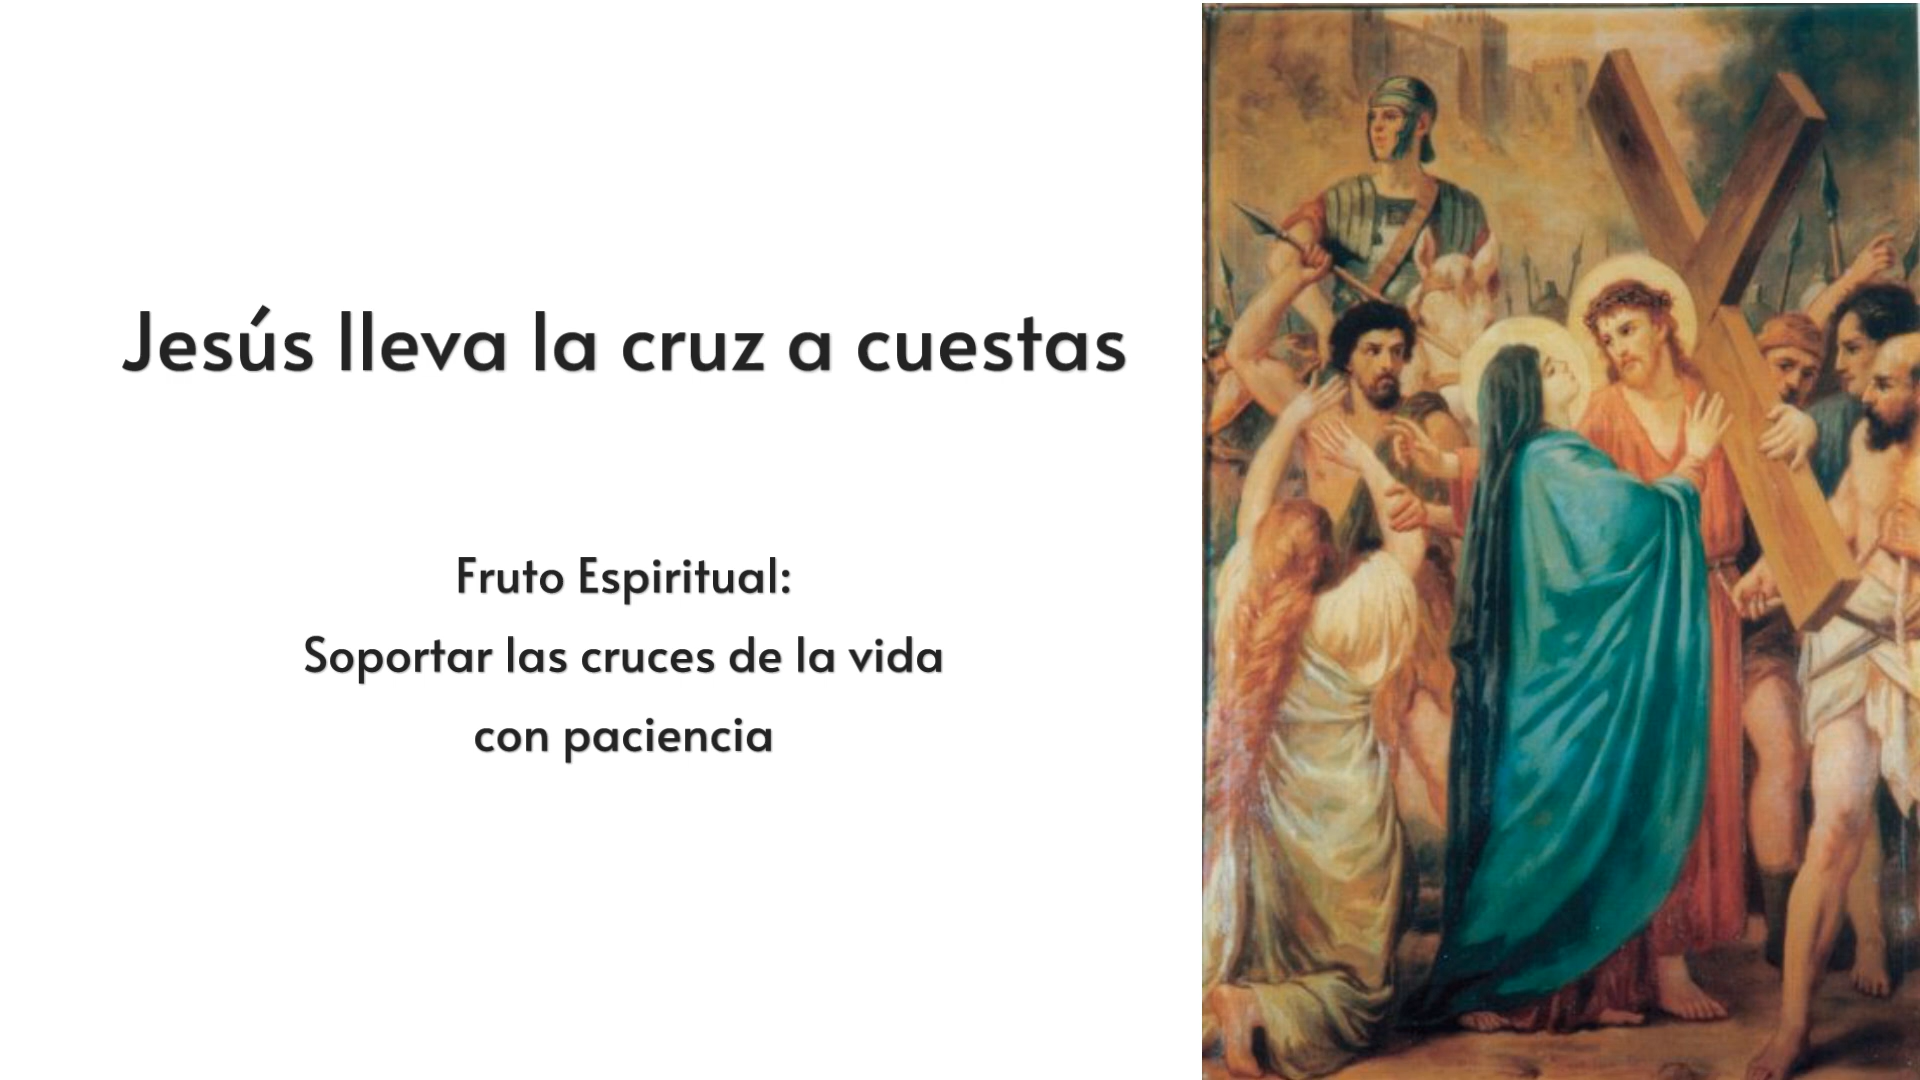 Jesús lleva la cruz a cuestas
Fruto Espiritual:
Soportar las cruces de la vida
con paciencia